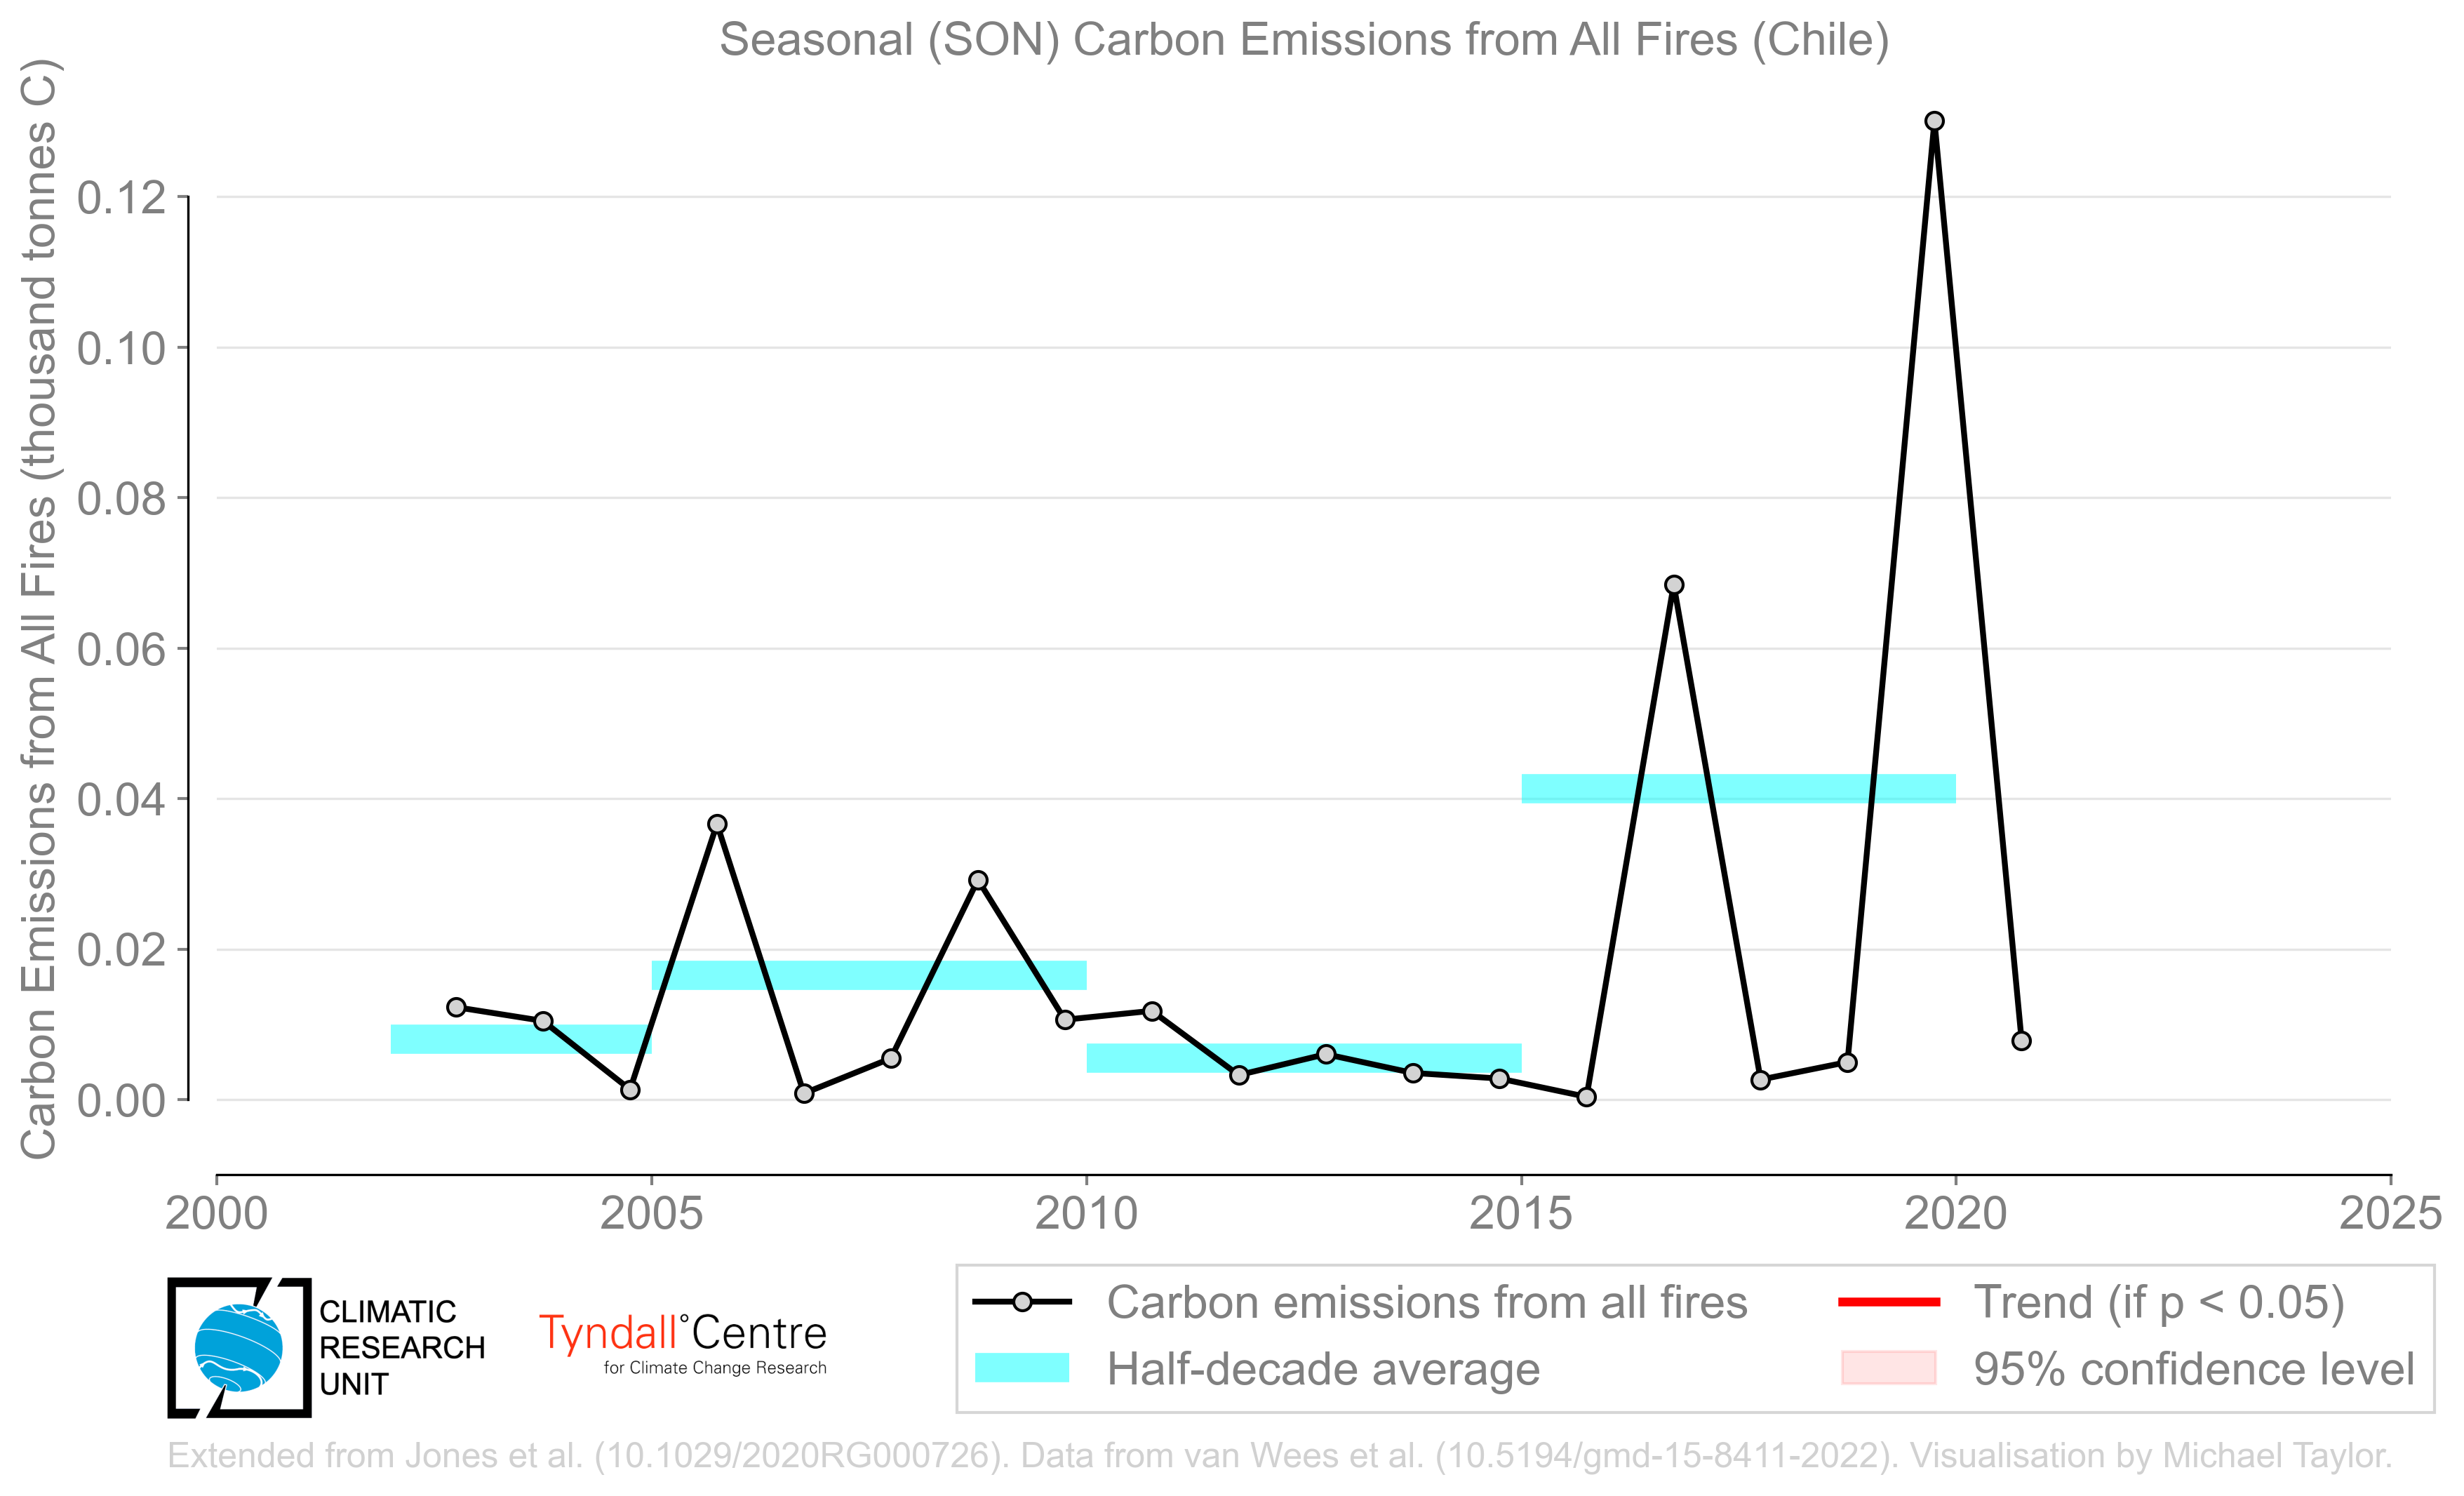 Seasonal (SON) Carbon Emissions from All Fires (Chile)
Carbon Emissions from All Fires (thousand tonnes C)
0.12
0.10
0.08
0.06
0.04
0.02
0.00
2000 2005 2010 2015 2020 2025
CLIMATIC
RESEARCH
UNIT
Tyndall°Centre
for Climate Change Research
Carbon emissions from all fires
Half-decade average
Trend (if p < 0.05)
95% confidence level
Extended from Jones et al. (10.1029/2020RG000726). Data from van Wees et al. (10.5194/gmd-15-8411-2022). Visualisation by Michael Taylor.